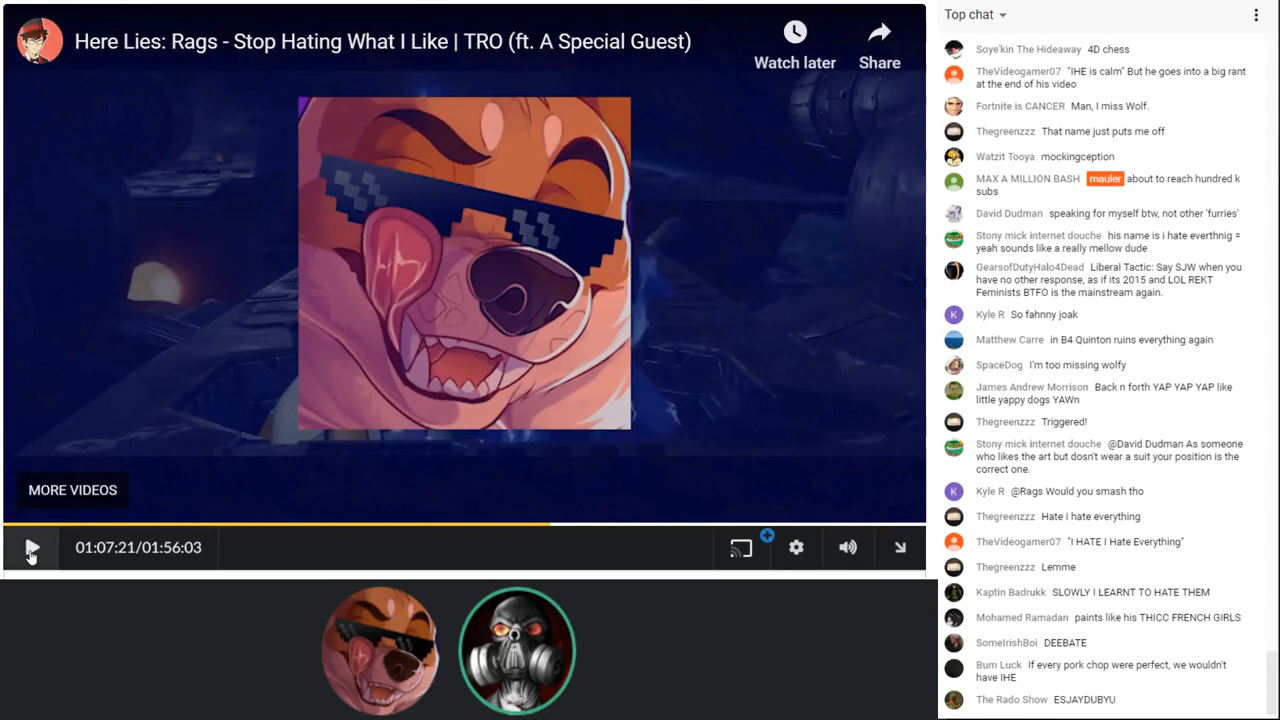 Here Lies: Rags - Stop Hating What I Like | TRO (ft. A Special Guest)
Watch later
Share
MORE VIDEOS
01:07:21/01:56:03
Top chat
Soye'kin The Hideaway 4D chess
TheVideogamer07 "IHE is calm" But he goes into a big rant
at the end of his video
Fortnite is CANCER Man, I miss Wolf.
Thegreenzzz That name just puts me off
Watzit Tooya mockingception
MAX A MILLION BASH mauler about to reach hundred k
subs
David Dudman speaking for myself btw, not other 'furries'
Stony mick internet douche his name is i hate everthnig =
yeah sounds like a really mellow dude
GearsofDutyHalo4Dead Liberal Tactic: Say SJW when you
have no other response, as if its 2015 and LOL REKT
Feminists BTFO is the mainstream again.
K Kyle R So fahnny joak
Matthew Carre in B4 Quinton ruins everything again
SpaceDog I'm too missing wolfy
James Andrew Morrison Back n forth YAP YAP YAP like
little yappy dogs YAWn
Thegreenzzz Triggered!
Stony mick internet douche @David Dudman As someone
who likes the art but dosn't wear a suit your position is the
correct one.
K Kyle R @Rags Would you smash tho
Thegreenzzz Hate I hate everything
TheVideogamer07 "I HATE I Hate Everything"
Thegreenzzz Lemme
Kaptin Badrukk SLOWLY I LEARNT TO HATE THEM
Mohamed Ramadan paints like his THICC FRENCH GIRLS
SomeIrishBoi DEEBATE
Bum Luck If every pork chop were perfect, we wouldn't
have IHE
The Rado Show ESJAYDUBYU